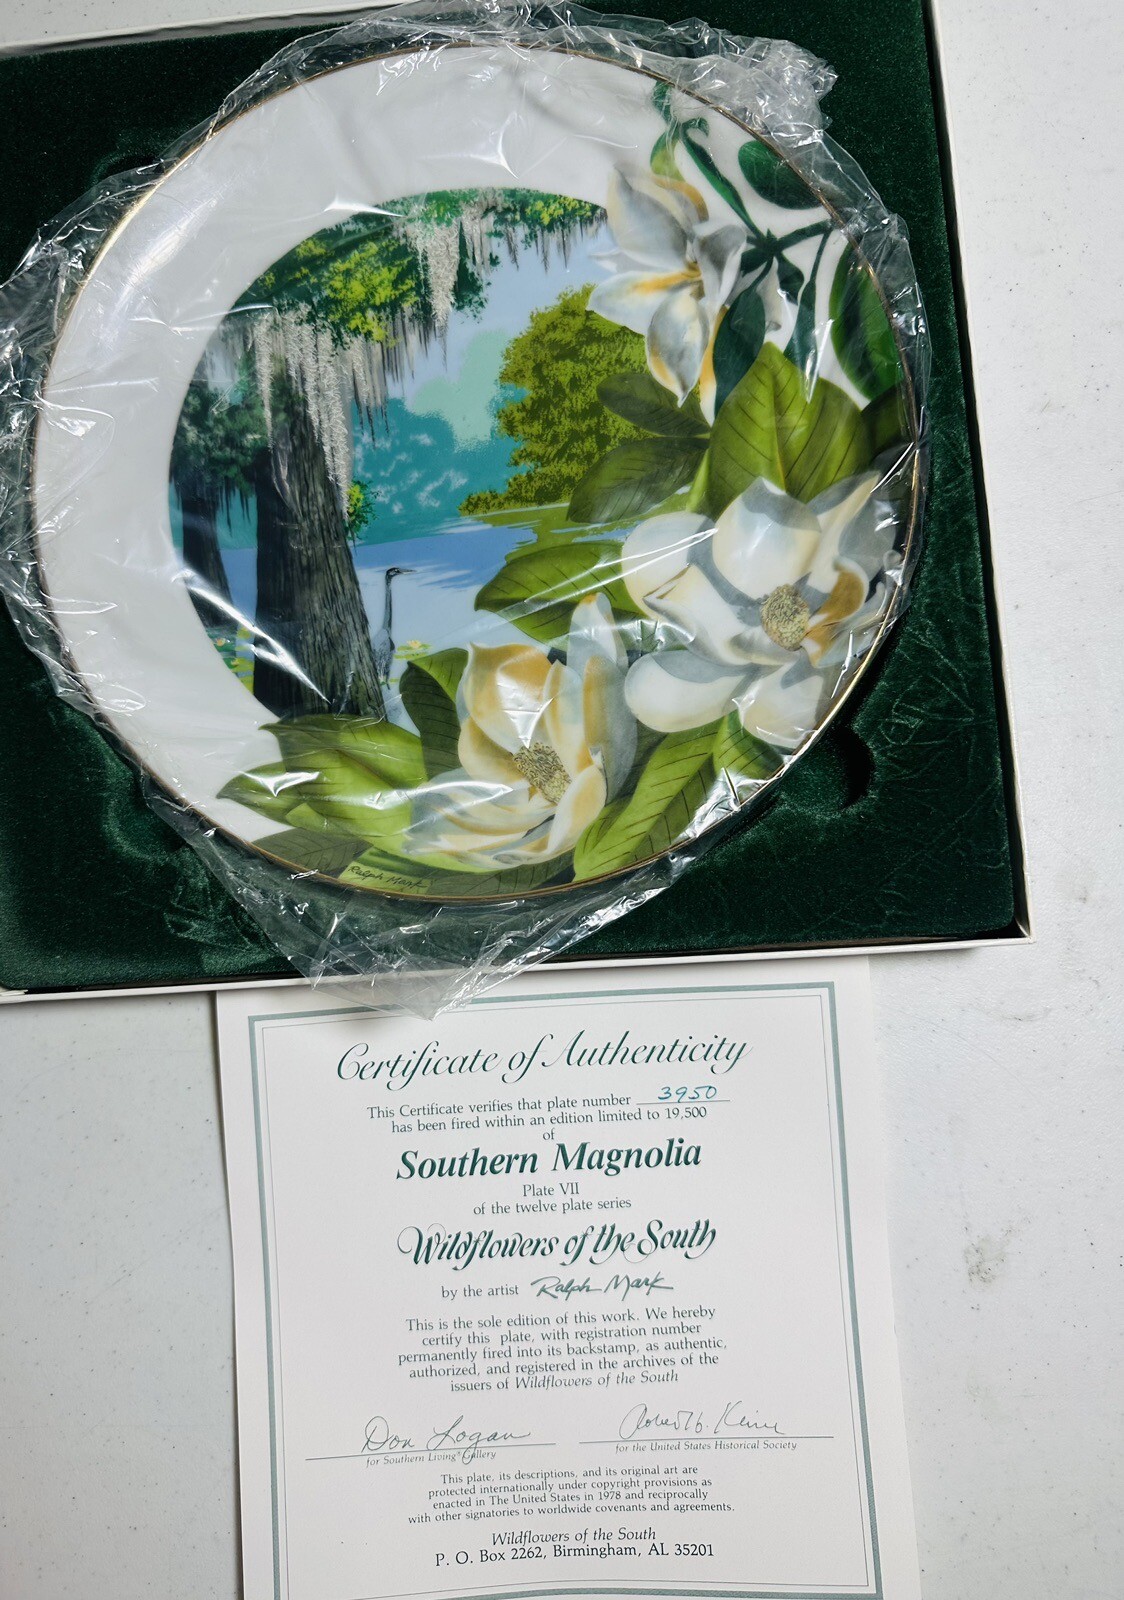 Ralph Mark
Certificate of Authenticity
This Certificate verifies that plate number 3950
has been fired within an edition limited to 19,500
of
Southern Magnolia
Plate VII
of the twelve plate series
Wildflowers of the South
by the artist Ralph Mark
This is the sole edition of this work. We hereby
certify this plate, with registration number
permanently fired into its backstamp, as authentic,
authorized, and registered in the archives of the
issuers of Wildflowers of the South
Don Logan
for Southern Living® Gallery
for the United States Historical Society
This plate, its descriptions, and its original art are
protected internationally under copyright provisions as
enacted in The United States in 1978 and reciprocally
with other signatories to worldwide covenants and agreements.
Wildflowers of the South
P. O. Box 2262, Birmingham, AL 35201